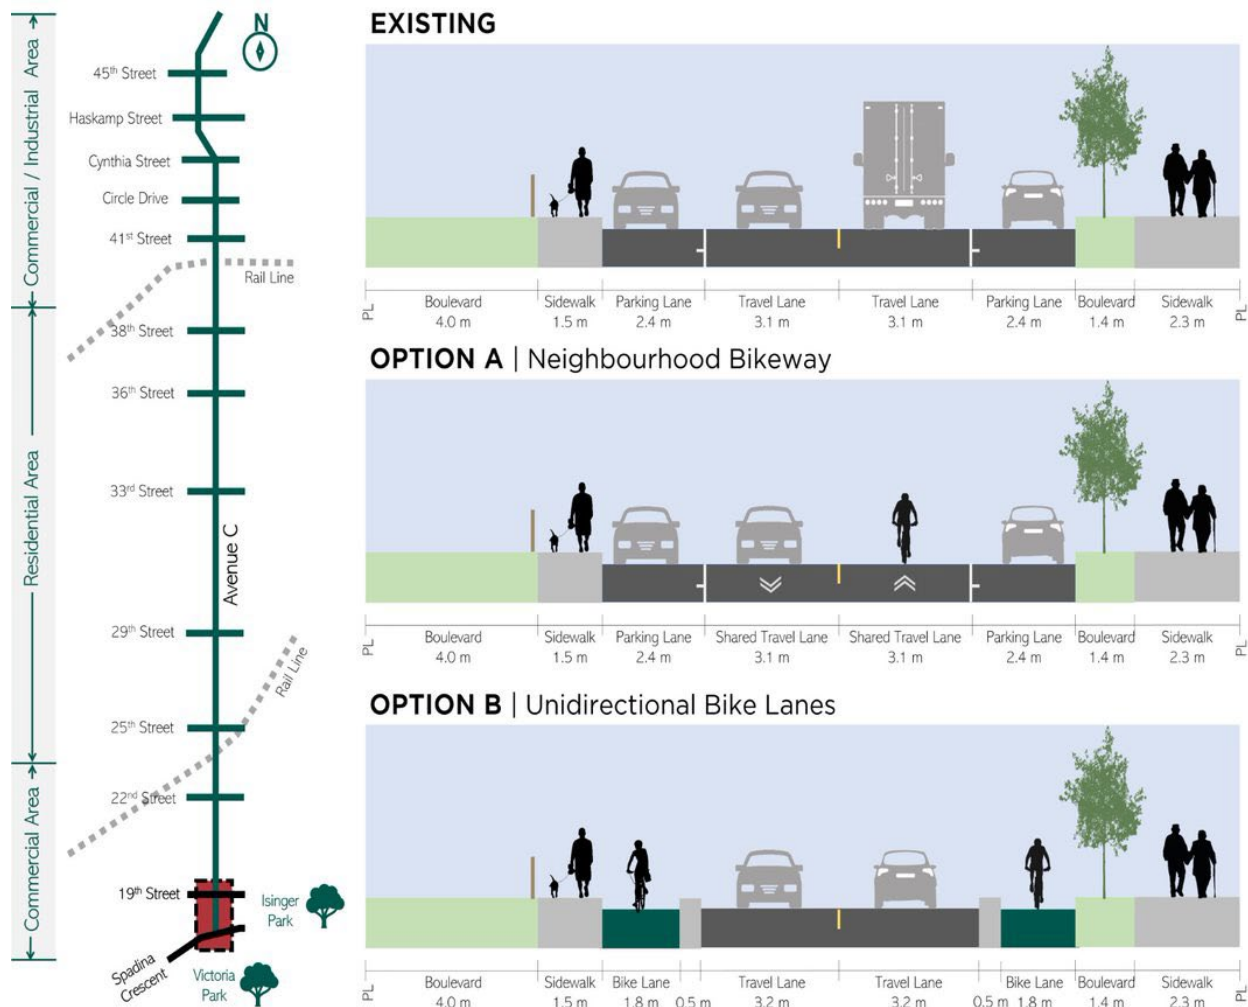 Commercial / Industrial Area
Residential Area
Commercial Area
N
45th Street
Haskamp Street
Cynthia Street
Circle Drive
41st Street
Rail Line
38th Street
36th Street
33rd Street
Avenue C
29th Street
Rail Line
25th Street
22nd Street
19th Street
Isinger
Park
Spadina
Crescent
Victoria
Park
EXISTING
PL Boulevard Sidewalk Parking Lane Travel Lane Travel Lane Parking Lane Boulevard Sidewalk PL
4.0 m 1.5 m 2.4 m 3.1 m 3.1 m 2.4 m 1.4 m 2.3 m
OPTION A | Neighbourhood Bikeway
PL Boulevard Sidewalk Parking Lane Shared Travel Lane Shared Travel Lane Parking Lane Boulevard Sidewalk PL
4.0 m 1.5 m 2.4 m 3.1 m 3.1 m 2.4 m 1.4 m 2.3 m
OPTION B | Unidirectional Bike Lanes
PL Boulevard Sidewalk Bike Lane Travel Lane Travel Lane Bike Lane Boulevard Sidewalk PL
4.0 m 1.5 m 1.8 m 0.5 m 3.2 m 3.2 m 0.5 m 1.8 m 1.4 m 2.3 m